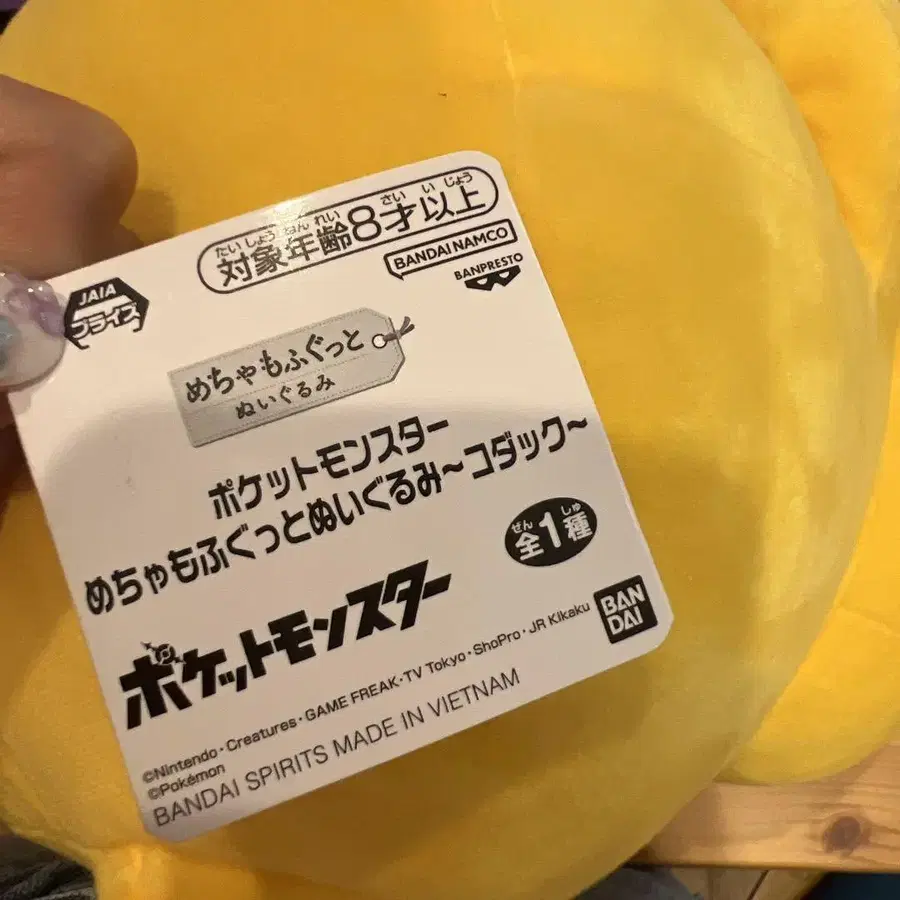 たいしょうねんれい さい いじょう
対象年齢8才以上
JAIA
プライズ
BANDAI NAMCO
BANPRESTO
めちゃもふぐっと
ぬいぐるみ
ポケットモンスター
めちゃもふぐっとぬいぐるみ～コダック～
ぜん しゅ
全1種
ポケットモンスター
BAN
DAI
©Nintendo・Creatures・GAME FREAK・TV Tokyo・ShoPro・JR Kikaku
©Pokémon
BANDAI SPIRITS MADE IN VIETNAM